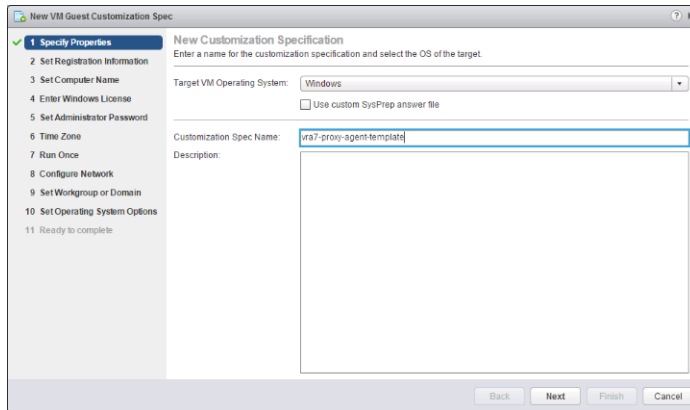 New VM Guest Customization Spec
?
1 Specify Properties
2 Set Registration Information
3 Set Computer Name
4 Enter Windows License
5 Set Administrator Password
6 Time Zone
7 Run Once
8 Configure Network
9 Set Workgroup or Domain
10 Set Operating System Options
11 Ready to complete
New Customization Specification
Enter a name for the customization specification and select the OS of the target.
Target VM Operating System: Windows
Use custom SysPrep answer file
Customization Spec Name: vra7-proxy-agent-template
Description:
Back Next Finish Cancel